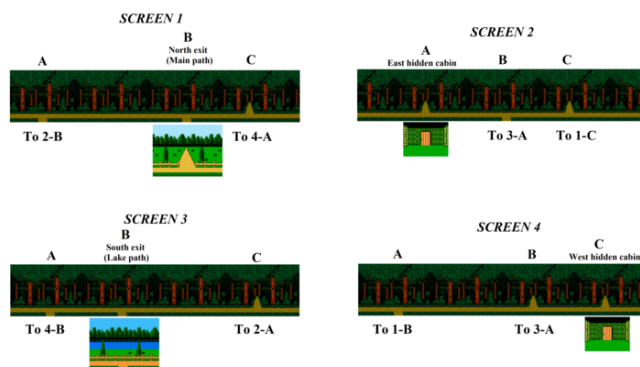 SCREEN 1
A
B
North exit
(Main path)
C
To 2-B
To 4-A
SCREEN 2
A
East hidden cabin
B
C
To 3-A
To 1-C
SCREEN 3
A
B
South exit
(Lake path)
C
To 4-B
To 2-A
SCREEN 4
A
B
C
West hidden cabin
To 1-B
To 3-A